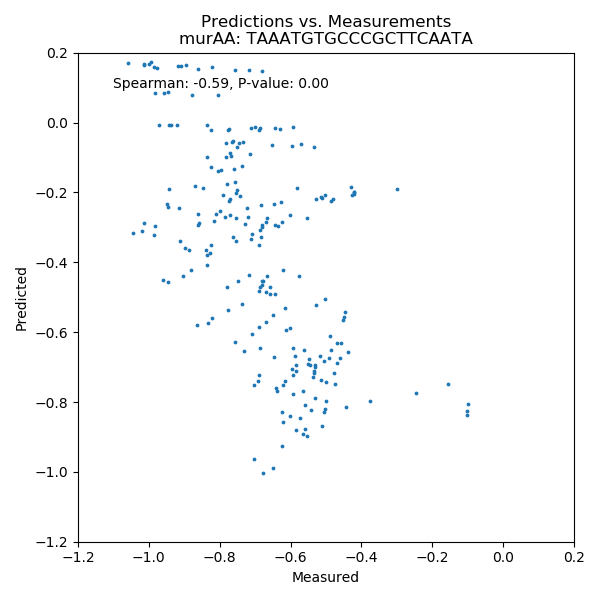 Predictions vs. Measurements
murAA: TAAATGTGCCCGCTTCAATA
Spearman: -0.59, P-value: 0.00
0.2
0.0
−0.2
−0.4
−0.6
−0.8
−1.0
−1.2
Predicted
−1.2 −1.0 −0.8 −0.6 −0.4 −0.2 0.0 0.2
Measured